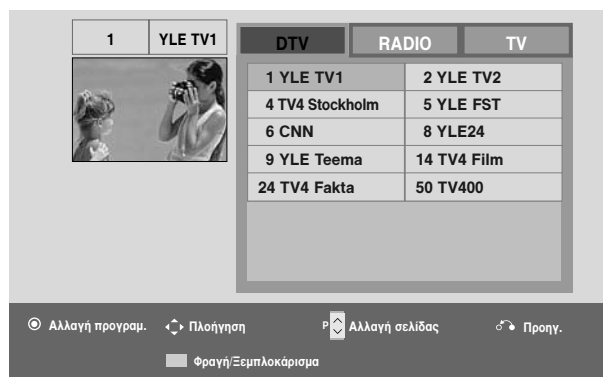 1 YLE TV1
DTV RADIO TV
1 YLE TV1 2 YLE TV2
4 TV4 Stockholm 5 YLE FST
6 CNN 8 YLE24
9 YLE Teema 14 TV4 Film
24 TV4 Fakta 50 TV400
Αλλαγή προγραμ. Πλοήγηση P Αλλαγή σελίδας Προηγ.
Φραγή/Ξεμπλοκάρισμα